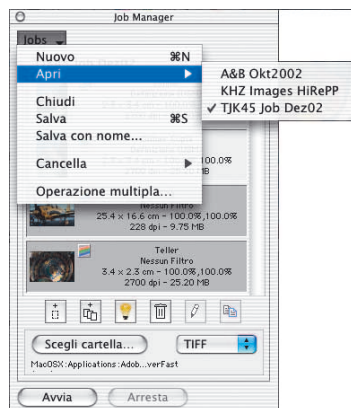 Job Manager
Jobs
Nuovo ⌘N
Apri
A&B Okt2002
KHZ Images HiRePP
✓ TJK45 Job Dez02
Chiudi
Salva ⌘S
Salva con nome...
Cancella
Operazione multipla...
00.0%
Nessun Filtro
25.4 x 16.6 cm - 100.0%,100.0%
228 dpi - 9.75 MB
Teller
Nessun Filtro
3.4 x 2.3 cm - 100.0%,100.0%
2700 dpi - 25.20 MB
Scegli cartella...
TIFF
MacOSX:Applications:Adob...verFast
Avvia
Arresta